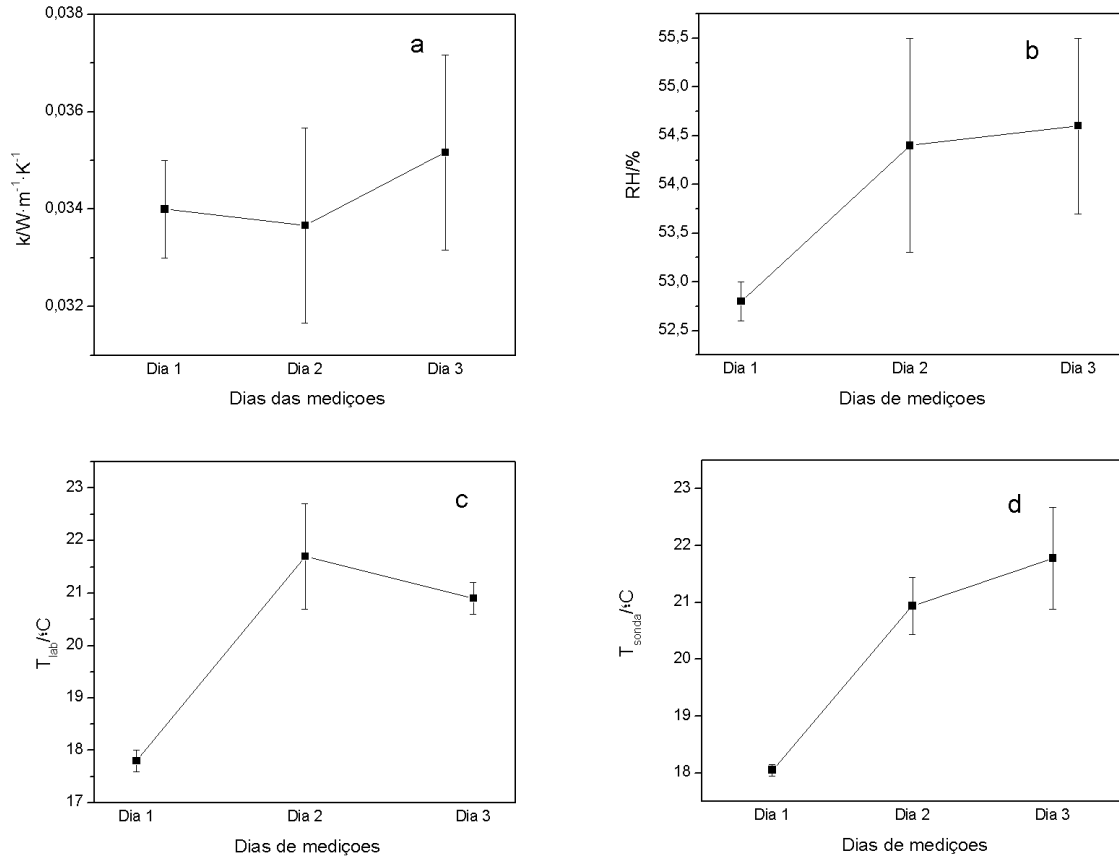 a
0,038
0,036
0,034
0,032
k/W·m⁻¹·K⁻¹
Dia 1 Dia 2 Dia 3
Dias das mediçoes
b
55,5
55,0
54,5
54,0
53,5
53,0
52,5
RH/%
Dia 1 Dia 2 Dia 3
Dias de mediçoes
c
23
22
21
20
19
18
17
Dia 1 Dia 2 Dia 3
Dias de mediçoes
d
23
22
21
20
19
18
Dia 1 Dia 2 Dia 3
Dias de mediçoes